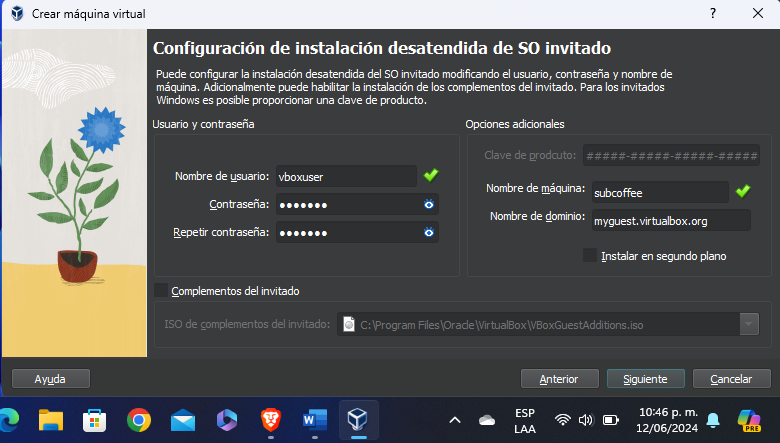 Crear máquina virtual
?
Configuración de instalación desatendida de SO invitado
Puede configurar la instalación desatendida del SO invitado modificando el usuario, contraseña y nombre de
máquina. Adicionalmente puede habilitar la instalación de los complementos del invitado. Para los invitados
Windows es posible proporcionar una clave de producto.
Usuario y contraseña
Nombre de usuario: vboxuser
Contraseña: ●●●●●●●
Repetir contraseña: ●●●●●●●
Opciones adicionales
Clave de prodcuto: #####-#####-#####-#####-#####
Nombre de máquina: subcoffee
Nombre de dominio: myguest.virtualbox.org
Instalar en segundo plano
Complementos del invitado
ISO de complementos del invitado: C:\Program Files\Oracle\VirtualBox\VBoxGuestAdditions.iso
Ayuda
Anterior
Siguiente
Cancelar
W
ESP
LAA
10:46 p. m.
12/06/2024
PRE